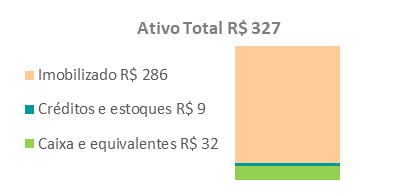 Ativo Total R$ 327
Imobilizado R$ 286
Créditos e estoques R$ 9
Caixa e equivalentes R$ 32